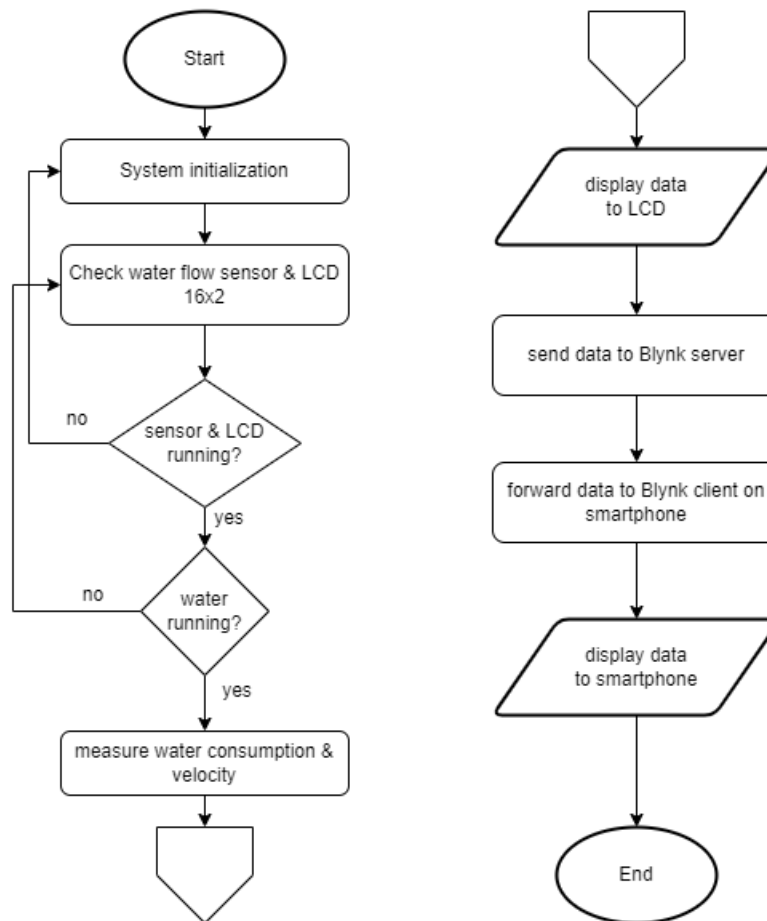 Start
System initialization
Check water flow sensor & LCD
16x2
no
sensor & LCD
running?
yes
no
water
running?
yes
measure water consumption &
velocity
display data
to LCD
send data to Blynk server
forward data to Blynk client on
smartphone
display data
to smartphone
End